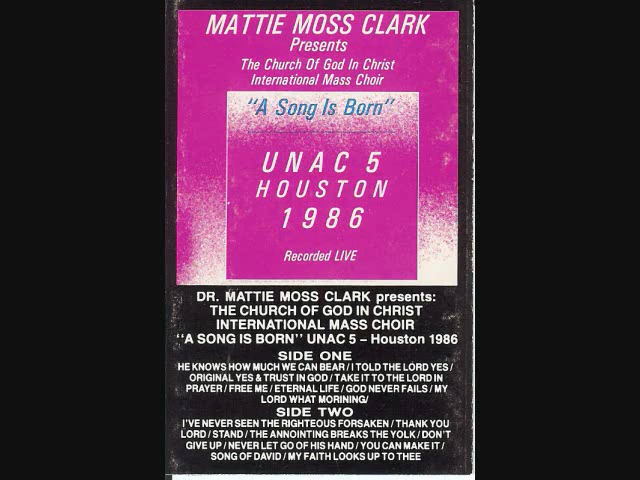 MATTIE MOSS CLARK
Presents
The Church Of God In Christ
International Mass Choir
"A Song Is Born"
UNAC 5
HOUSTON
1986
Recorded LIVE
DR. MATTIE MOSS CLARK presents:
THE CHURCH OF GOD IN CHRIST
INTERNATIONAL MASS CHOIR
"A SONG IS BORN" UNAC 5 – Houston 1986
SIDE ONE
HE KNOWS HOW MUCH WE CAN BEAR / I TOLD THE LORD YES /
ORIGINAL YES & TRUST IN GOD / TAKE IT TO THE LORD IN
PRAYER / FREE ME / ETERNAL LIFE / GOD NEVER FAILS / MY
LORD WHAT MORINING/
SIDE TWO
I'VE NEVER SEEN THE RIGHTEOUS FORSAKEN / THANK YOU
LORD / STAND / THE ANNOINTING BREAKS THE YOLK / DON'T
GIVE UP / NEVER LET GO OF HIS HAND / YOU CAN MAKE IT /
SONG OF DAVID / MY FAITH LOOKS UP TO THEE